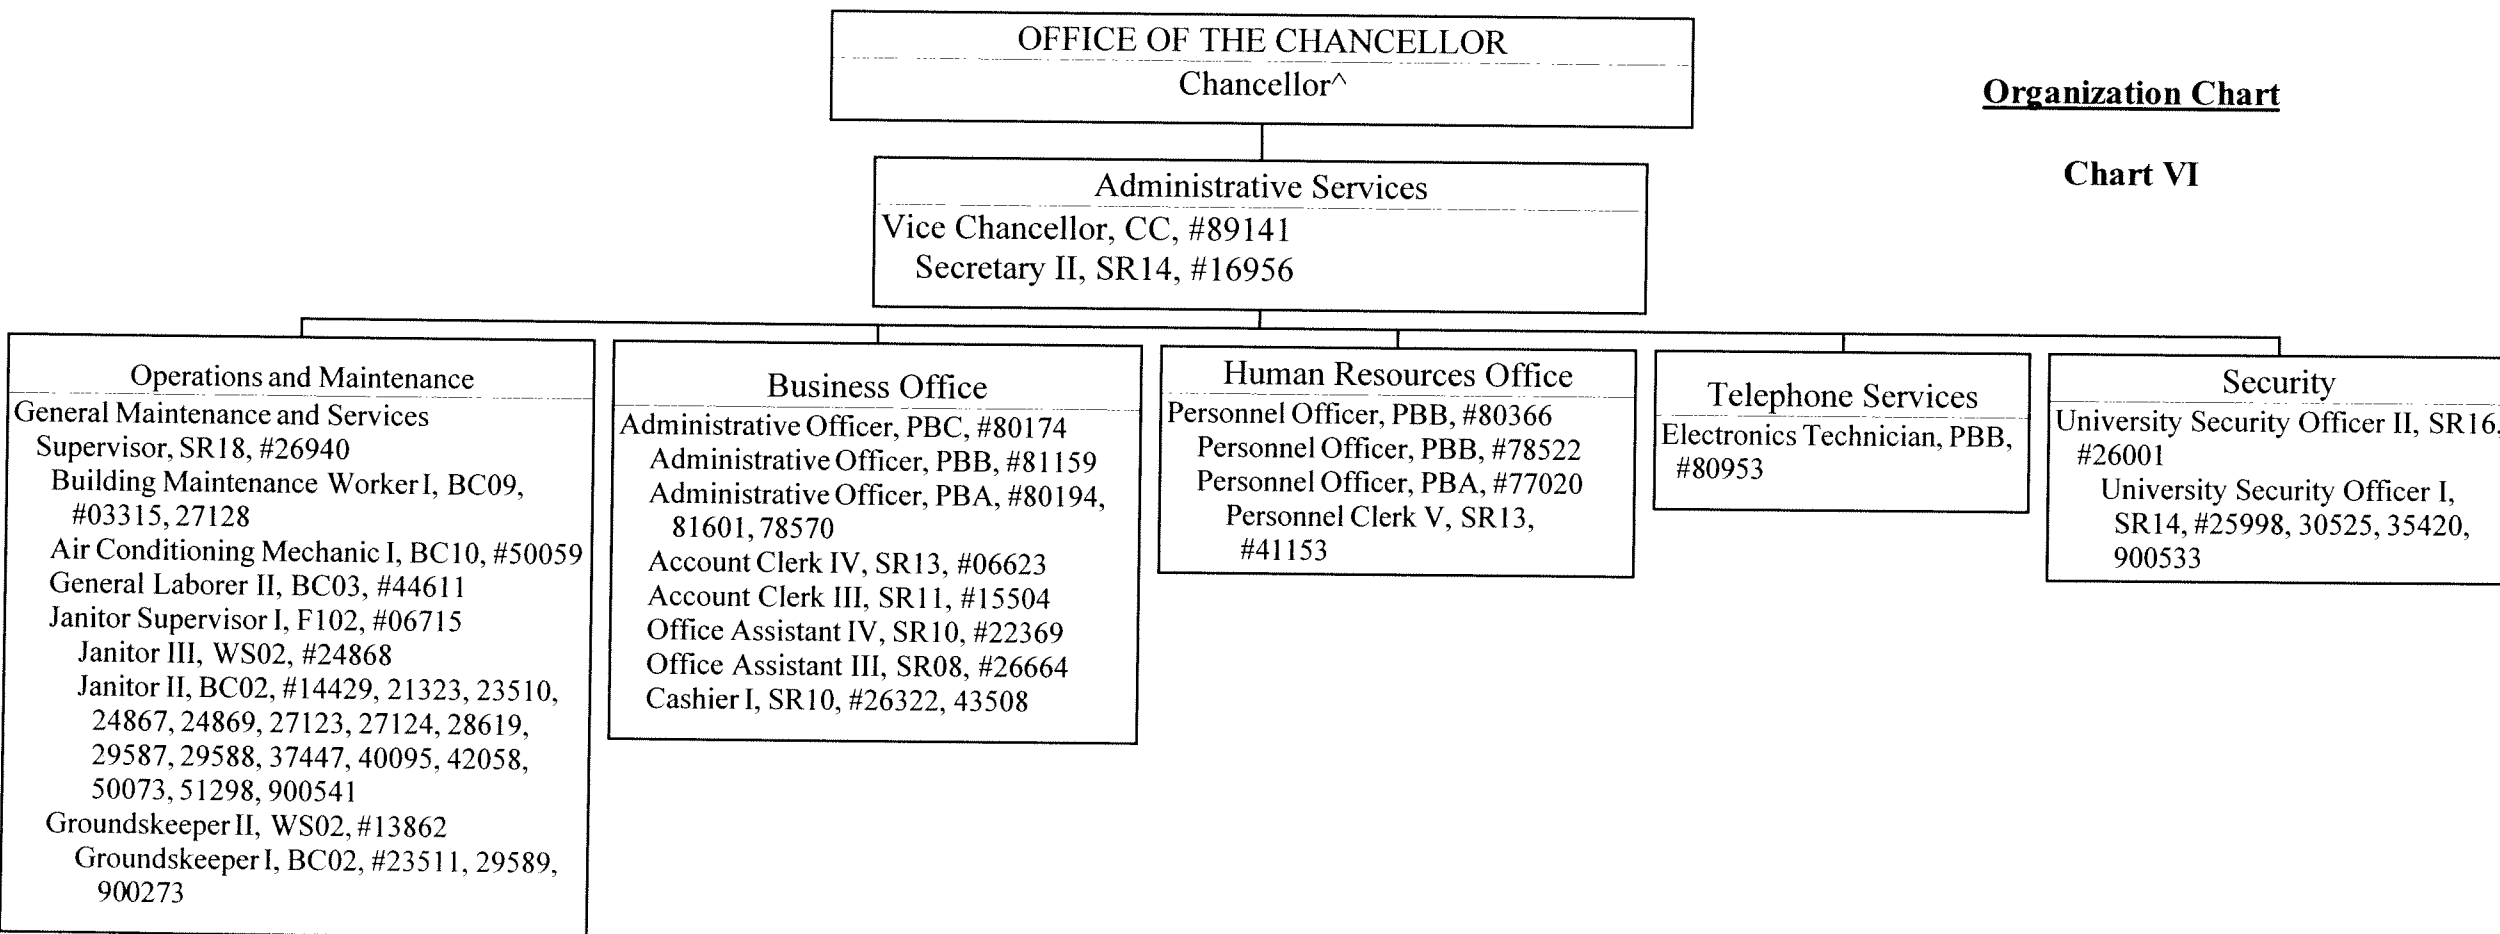 OFFICE OF THE CHANCELLOR
Chancellor^
Organization Chart
Chart VI
Administrative Services
Vice Chancellor, CC, #89141
Secretary II, SR14, #16956
Operations and Maintenance
General Maintenance and Services
Supervisor, SR18, #26940
Building Maintenance Worker I, BC09,
#03315, 27128
Air Conditioning Mechanic I, BC10, #50059
General Laborer II, BC03, #44611
Janitor Supervisor I, F102, #06715
Janitor III, WS02, #24868
Janitor II, BC02, #14429, 21323, 23510,
24867, 24869, 27123, 27124, 28619,
29587, 29588, 37447, 40095, 42058,
50073, 51298, 900541
Groundskeeper II, WS02, #13862
Groundskeeper I, BC02, #23511, 29589,
900273
Business Office
Administrative Officer, PBC, #80174
Administrative Officer, PBB, #81159
Administrative Officer, PBA, #80194,
81601, 78570
Account Clerk IV, SR13, #06623
Account Clerk III, SR11, #15504
Office Assistant IV, SR10, #22369
Office Assistant III, SR08, #26664
Cashier I, SR10, #26322, 43508
Human Resources Office
Personnel Officer, PBB, #80366
Personnel Officer, PBB, #78522
Personnel Officer, PBA, #77020
Personnel Clerk V, SR13,
#41153
Telephone Services
Electronics Technician, PBB,
#80953
Security
University Security Officer II, SR16,
#26001
University Security Officer I,
SR14, #25998, 30525, 35420,
900533